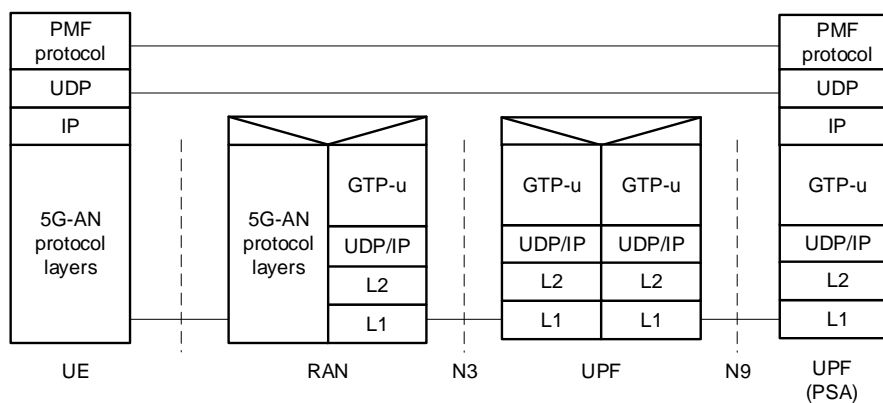 PMF
protocol
UDP
IP
5G-AN
protocol
layers
UE
5G-AN
protocol
layers
GTP-u
UDP/IP
L2
L1
RAN
N3
GTP-u
GTP-u
UDP/IP
UDP/IP
L2
L2
L1
L1
UPF
N9
PMF
protocol
UDP
IP
GTP-u
UDP/IP
L2
L1
UPF
(PSA)